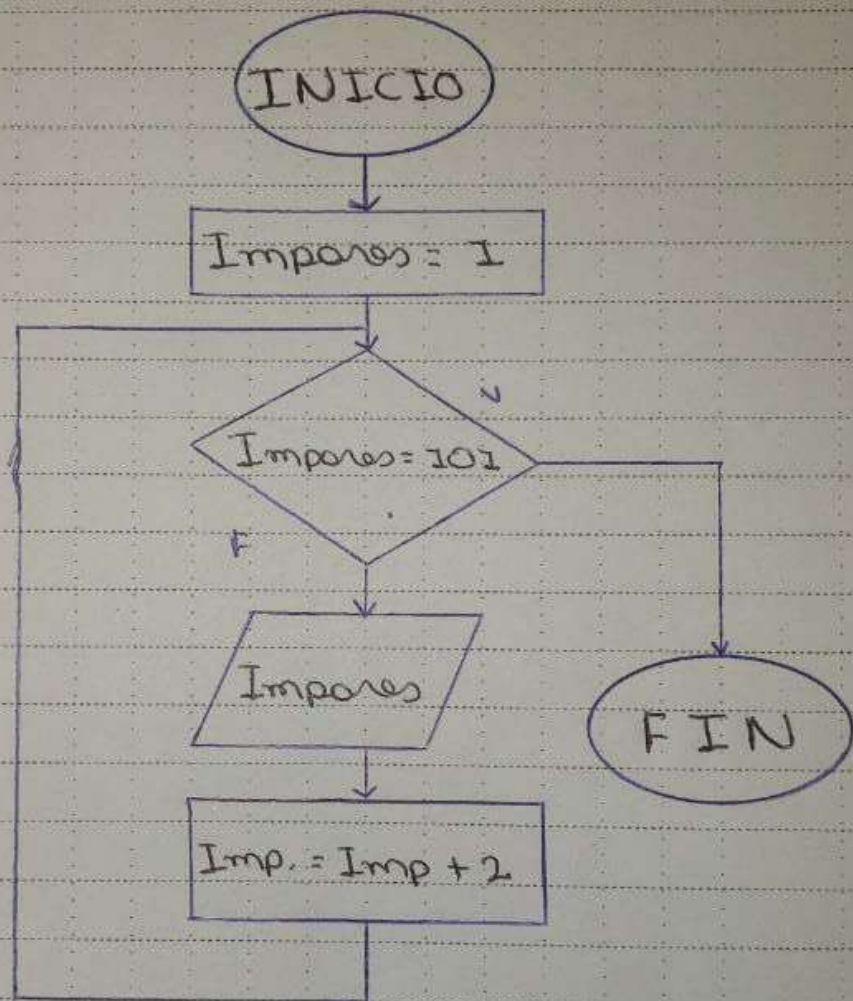 INICIO
Impares = 1
V
Impares = 101
F
Impares
FIN
Imp. = Imp + 2